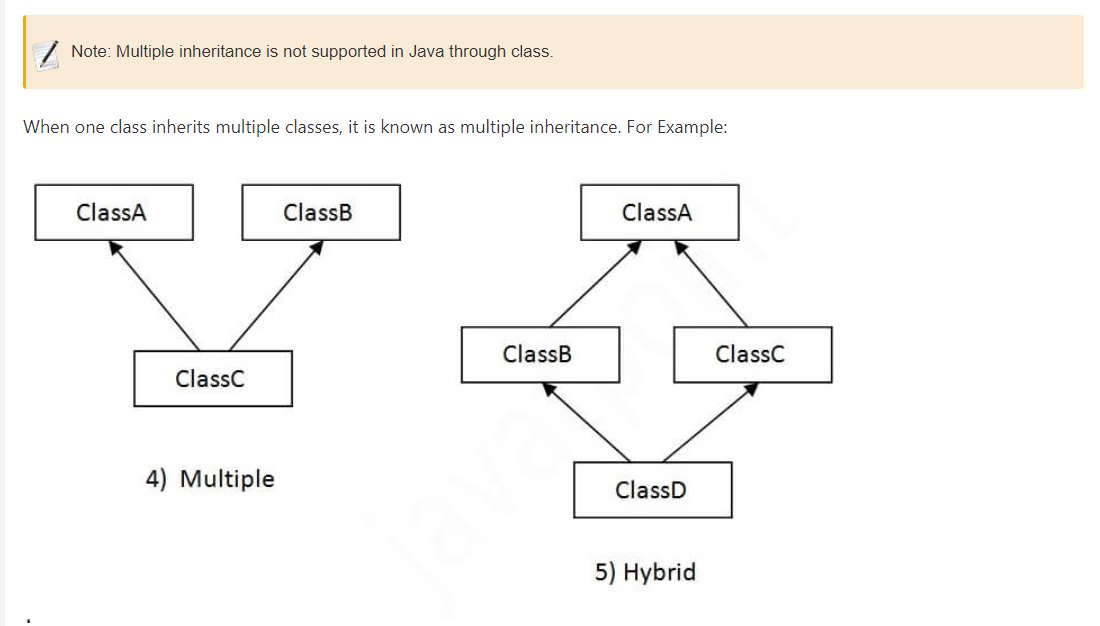 Note: Multiple inheritance is not supported in Java through class.
When one class inherits multiple classes, it is known as multiple inheritance. For Example:
ClassA
ClassB
ClassC
4) Multiple
ClassA
ClassB
ClassC
ClassD
5) Hybrid